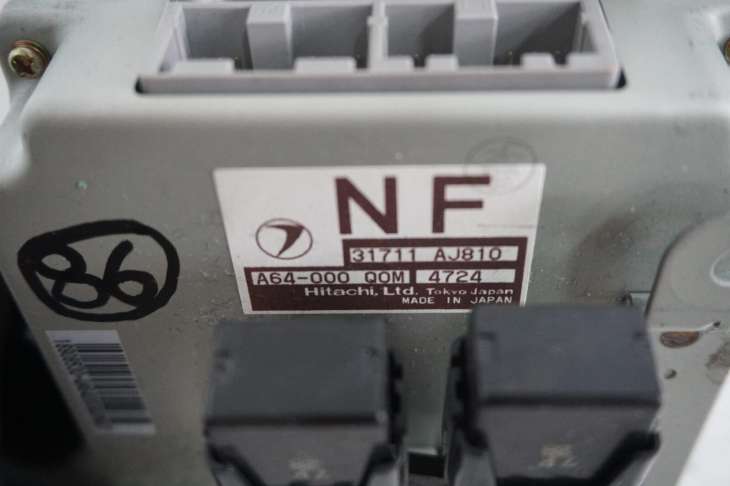 NF
31711 AJ810
A64-000 Q0M 4724
Hitachi, Ltd. Tokyo Japan
MADE IN JAPAN
86